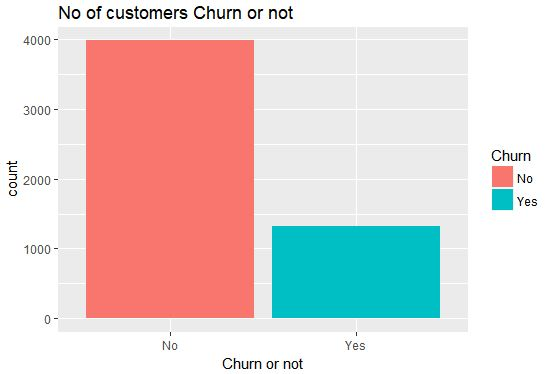 No of customers Churn or not
4000
3000
2000
1000
0
count
No
Yes
Churn or not
Churn
No
Yes